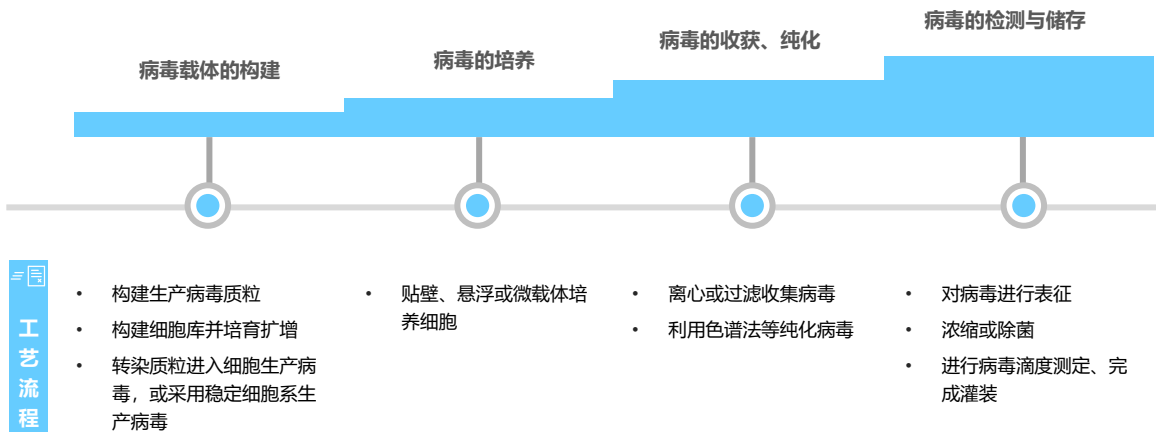 病毒载体的构建
病毒的培养
病毒的收获、纯化
病毒的检测与储存
工艺流程
• 构建生产病毒质粒
• 构建细胞库并培育扩增
• 转染质粒进入细胞生产病
毒，或采用稳定细胞系生
产病毒
• 贴壁、悬浮或微载体培
养细胞
• 离心或过滤收集病毒
• 利用色谱法等纯化病毒
• 对病毒进行表征
• 浓缩或除菌
• 进行病毒滴度测定、完
成灌装